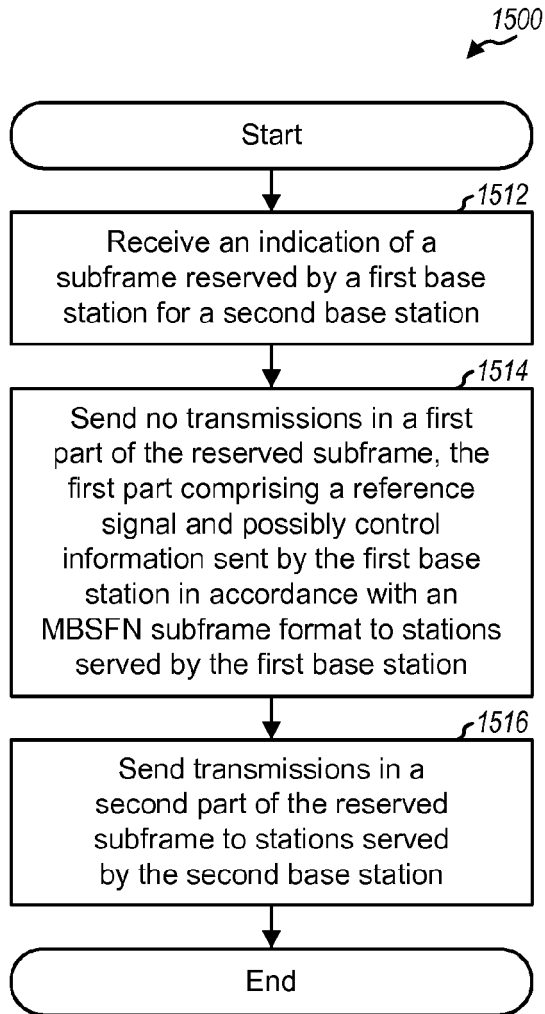 1500
Start
1512
Receive an indication of a
subframe reserved by a first base
station for a second base station
1514
Send no transmissions in a first
part of the reserved subframe, the
first part comprising a reference
signal and possibly control
information sent by the first base
station in accordance with an
MBSFN subframe format to stations
served by the first base station
1516
Send transmissions in a
second part of the reserved
subframe to stations served
by the second base station
End